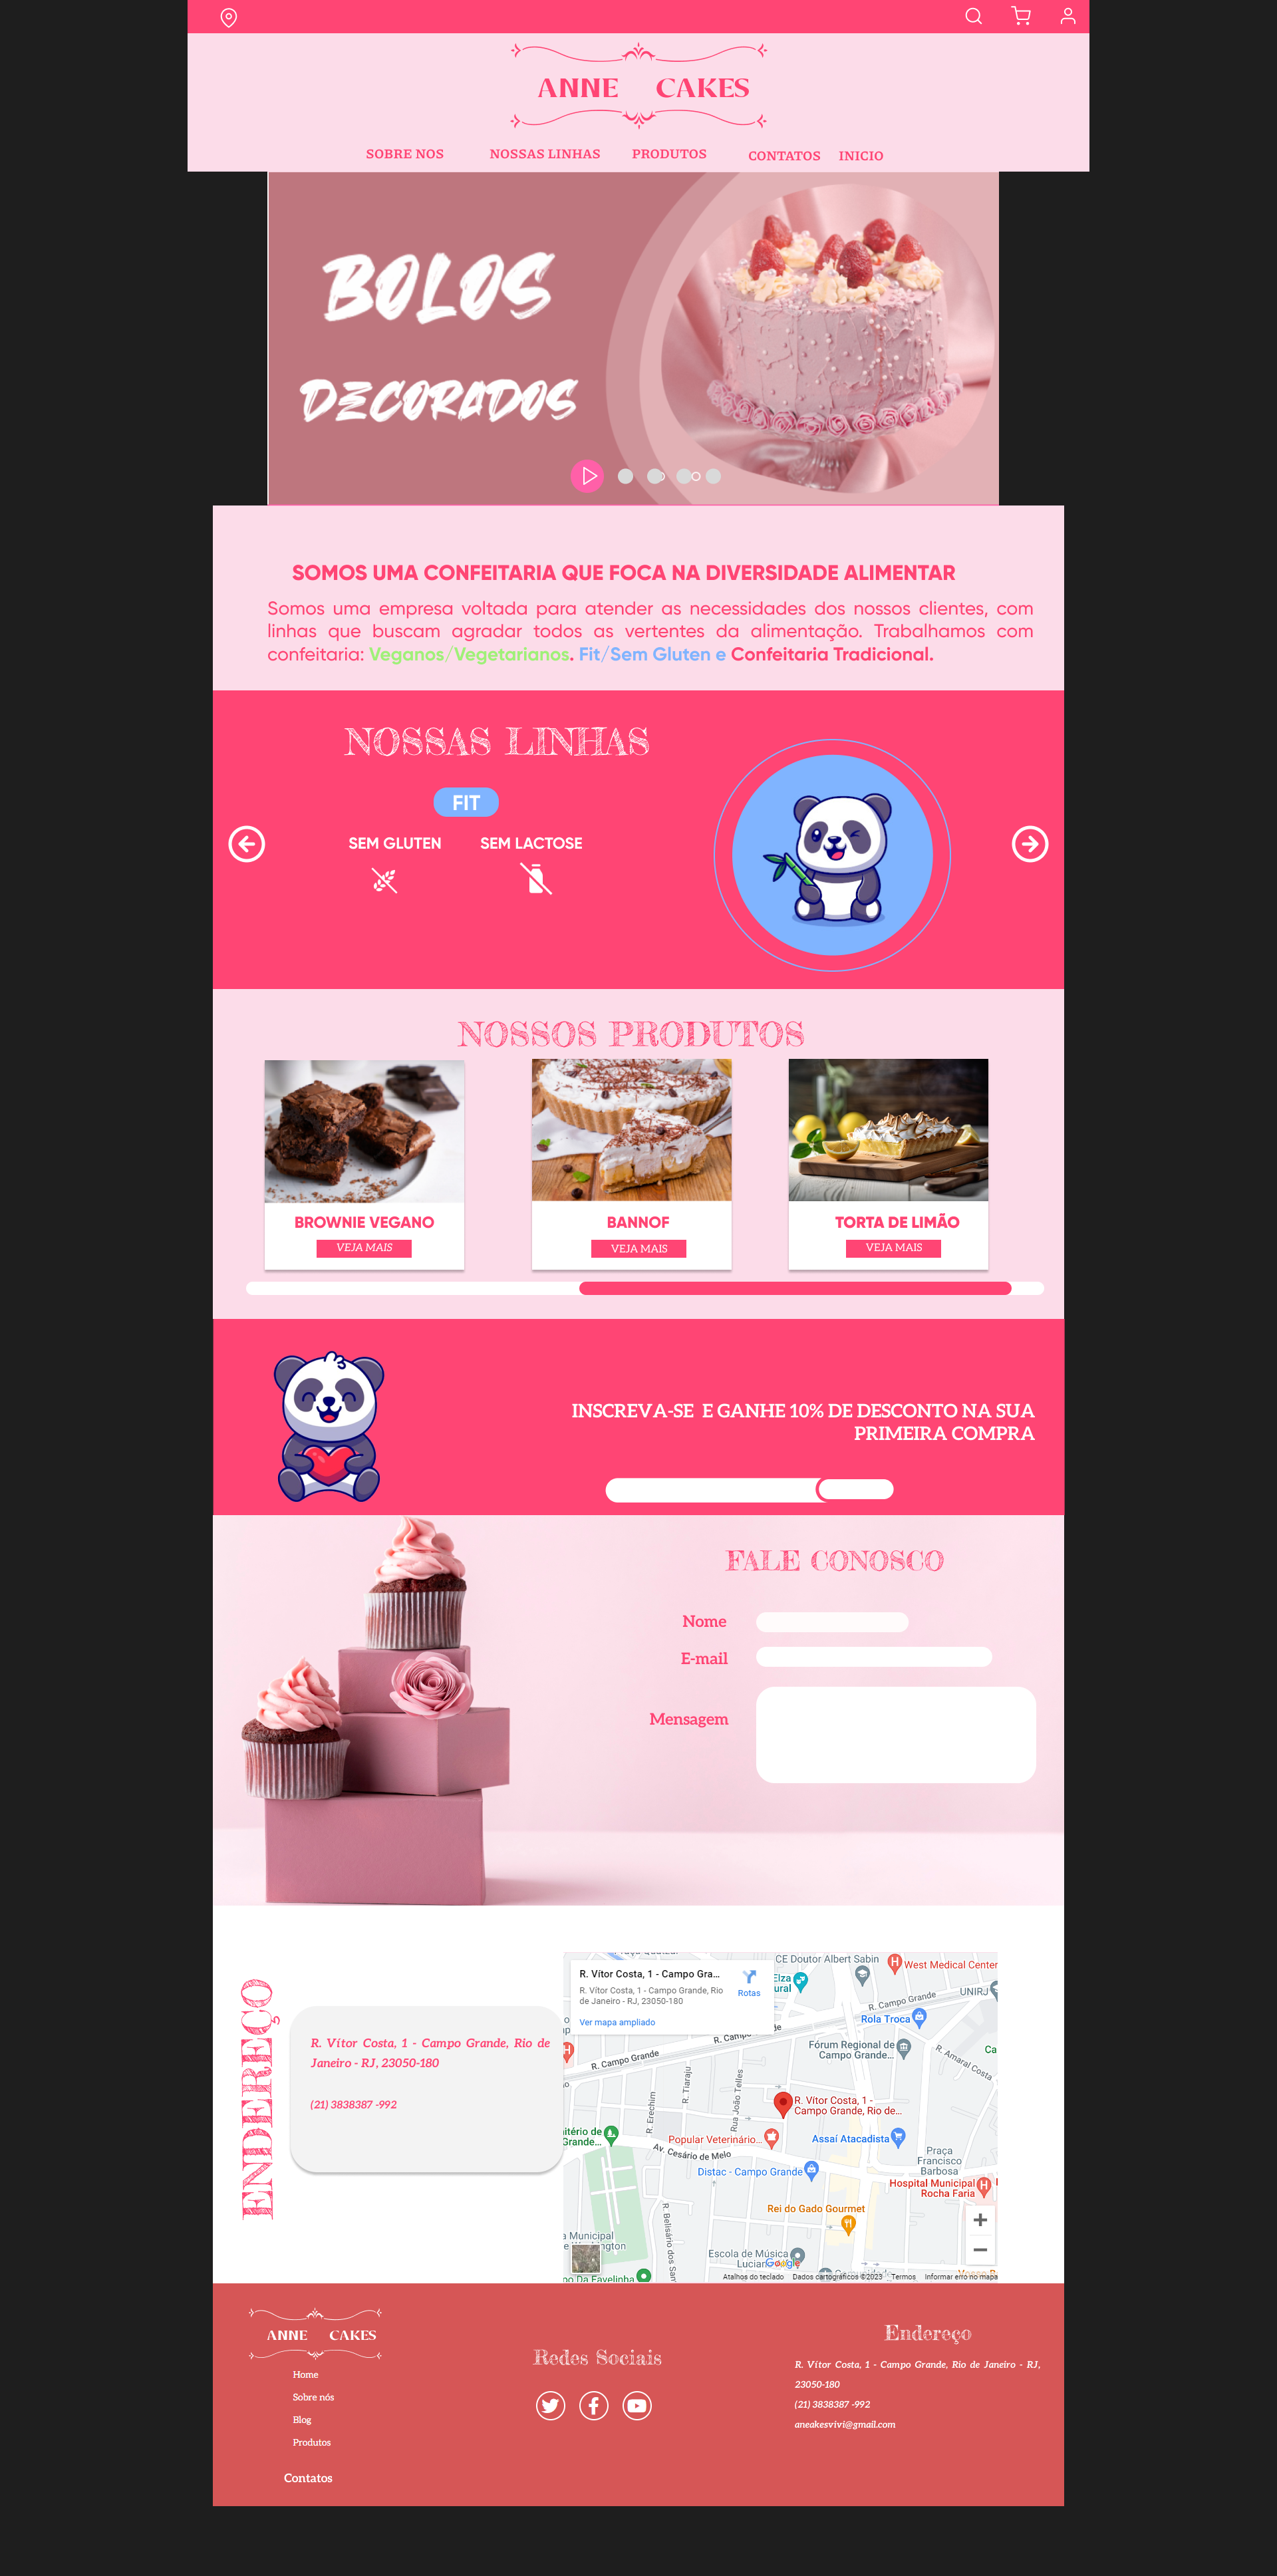 ANNE CAKES
SOBRE NOS NOSSAS LINHAS PRODUTOS CONTATOS INICIO
BOLOS
DECORADOS
SOMOS UMA CONFEITARIA QUE FOCA NA DIVERSIDADE ALIMENTAR
Somos uma empresa voltada para atender as necessidades dos nossos clientes, com
linhas que buscam agradar todos as vertentes da alimentação. Trabalhamos com
confeitaria: Veganos/Vegetarianos. Fit/Sem Gluten e Confeitaria Tradicional.
NOSSAS LINHAS
FIT
SEM GLUTEN SEM LACTOSE
NOSSOS PRODUTOS
BROWNIE VEGANO
VEJA MAIS
BANNOF
VEJA MAIS
TORTA DE LIMÃO
VEJA MAIS
INSCREVA-SE E GANHE 10% DE DESCONTO NA SUA
PRIMEIRA COMPRA
FALE CONOSCO
Nome
E-mail
Mensagem
ENDEREÇO
R. Vítor Costa, 1 - Campo Grande, Rio de
Janeiro - RJ, 23050-180
(21) 3838387 -992
R. Vítor Costa, 1 - Campo Gra...
R. Vítor Costa, 1 - Campo Grande, Rio
de Janeiro - RJ, 23050-180
Rotas
Ver mapa ampliado
CE Doutor Albert Sabin
West Medical Center
Elza
UNIRJ
R. Campo Grande
Rola Troca
Fórum Regional de
Campo Grande...
R. Amaral Costa
R. Campo Grande
R. Tiaraju
Rua João Telles
R. Erechim
R. Vítor Costa, 1 -
Campo Grande, Rio de...
Popular Veterinário...
Assaí Atacadista
Av. Cesário de Melo
Distac - Campo Grande
Praça
Francisco
Barbosa
Hospital Municipal
Rocha Faria
Rei do Gado Gourmet
R. Belisário dos San
Escola de Música
Google
Atalhos do teclado Dados cartográficos ©2023 Termos Informar erro no mapa
ANNE CAKES
Home
Sobre nós
Blog
Produtos
Contatos
Redes Sociais
Endereço
R. Vítor Costa, 1 - Campo Grande, Rio de Janeiro - RJ,
23050-180
(21) 3838387 -992
aneakesvivi@gmail.com